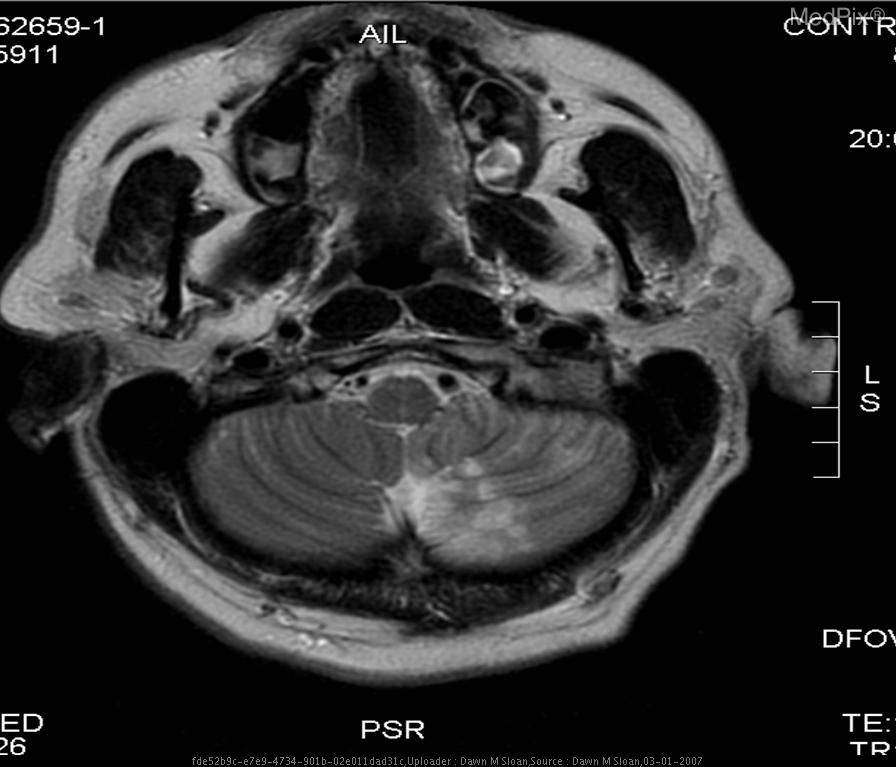 MedPix®
62659-1
5911
AIL
CONTR
20:
L
S
DFOV
ED
26
PSR
TE:
TR
fde52b9c-e7e9-4734-901b-02e011dad31c,Uploader : Dawn M Sloan,Source : Dawn M Sloan,03-01-2007